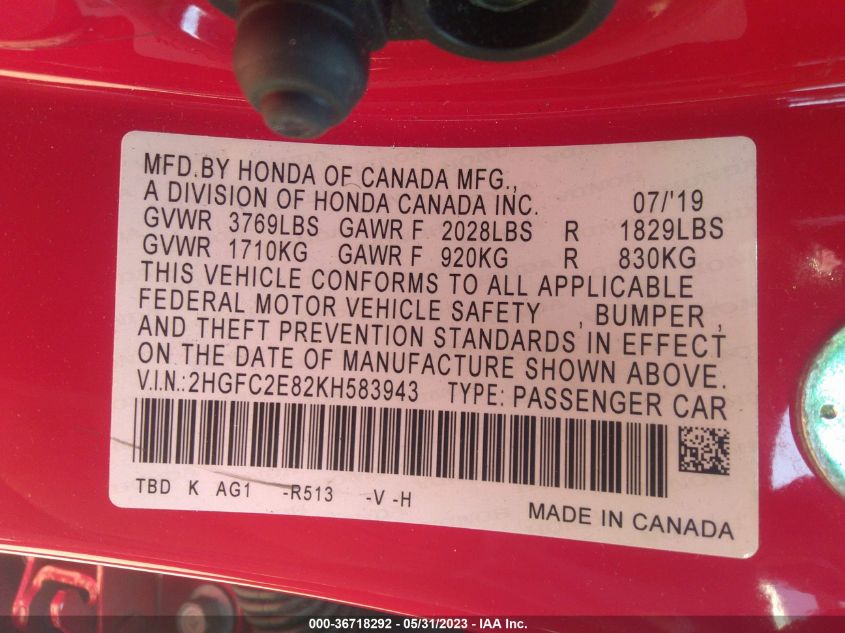 MFD.BY HONDA OF CANADA MFG.,
A DIVISION OF HONDA CANADA INC. 07/'19
GVWR 3769LBS GAWR F 2028LBS R 1829LBS
GVWR 1710KG GAWR F 920KG R 830KG
THIS VEHICLE CONFORMS TO ALL APPLICABLE
FEDERAL MOTOR VEHICLE SAFETY , BUMPER ,
AND THEFT PREVENTION STANDARDS IN EFFECT
ON THE DATE OF MANUFACTURE SHOWN ABOVE.
V.I.N.:2HGFC2E82KH583943 TYPE: PASSENGER CAR
TBD K AG1 -R513 -V -H
MADE IN CANADA
000-36718292 - 05/31/2023 - IAA Inc.